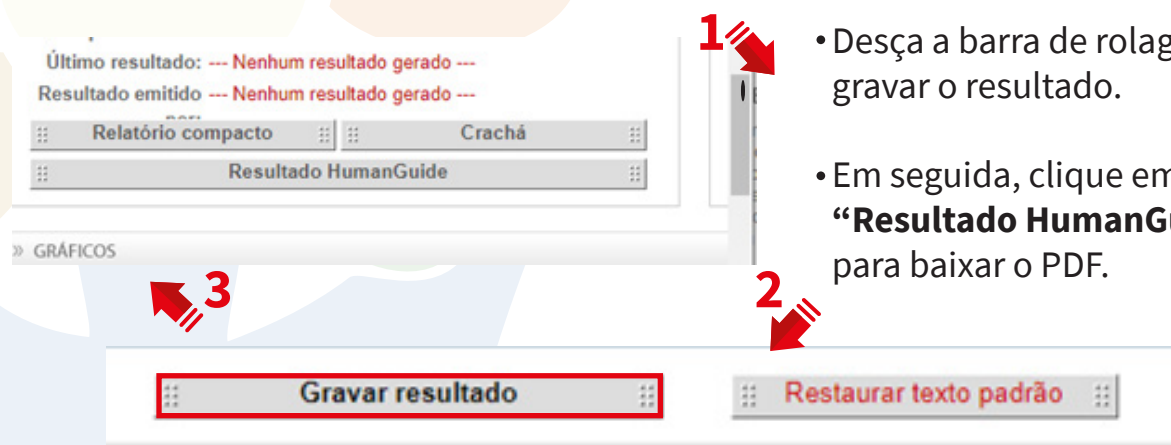 Último resultado: --- Nenhum resultado gerado ---
Resultado emitido --- Nenhum resultado gerado ---
Relatório compacto
Crachá
Resultado HumanGuide
» GRÁFICOS
1
• Desça a barra de rolag
gravar o resultado.
• Em seguida, clique em
“Resultado HumanGu
para baixar o PDF.
3
2
Gravar resultado
Restaurar texto padrão